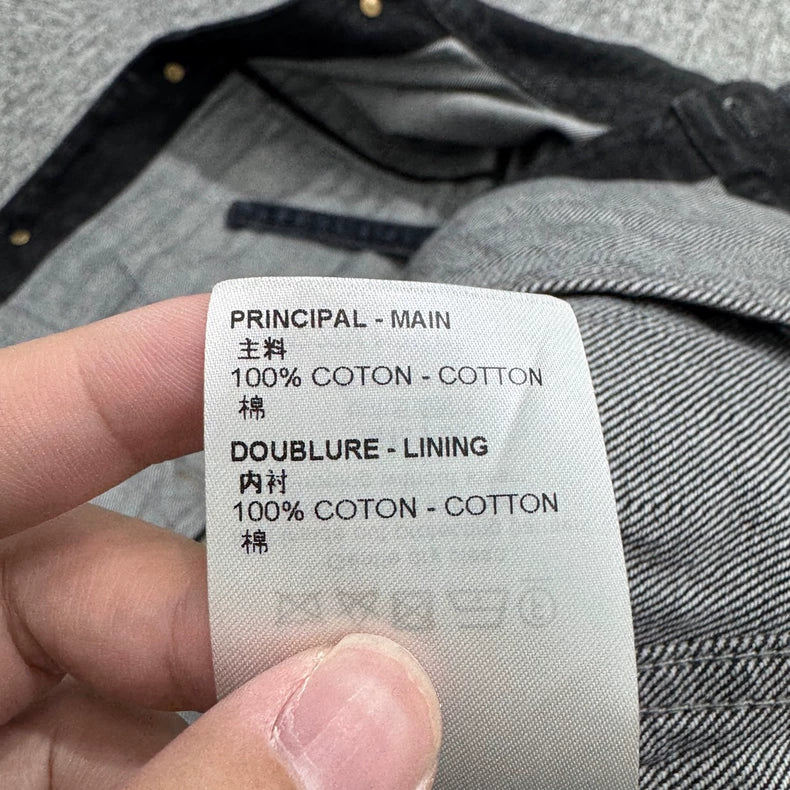 PRINCIPAL - MAIN
主料
100% COTON - COTTON
棉
DOUBLURE - LINING
内衬
100% COTON - COTTON
棉